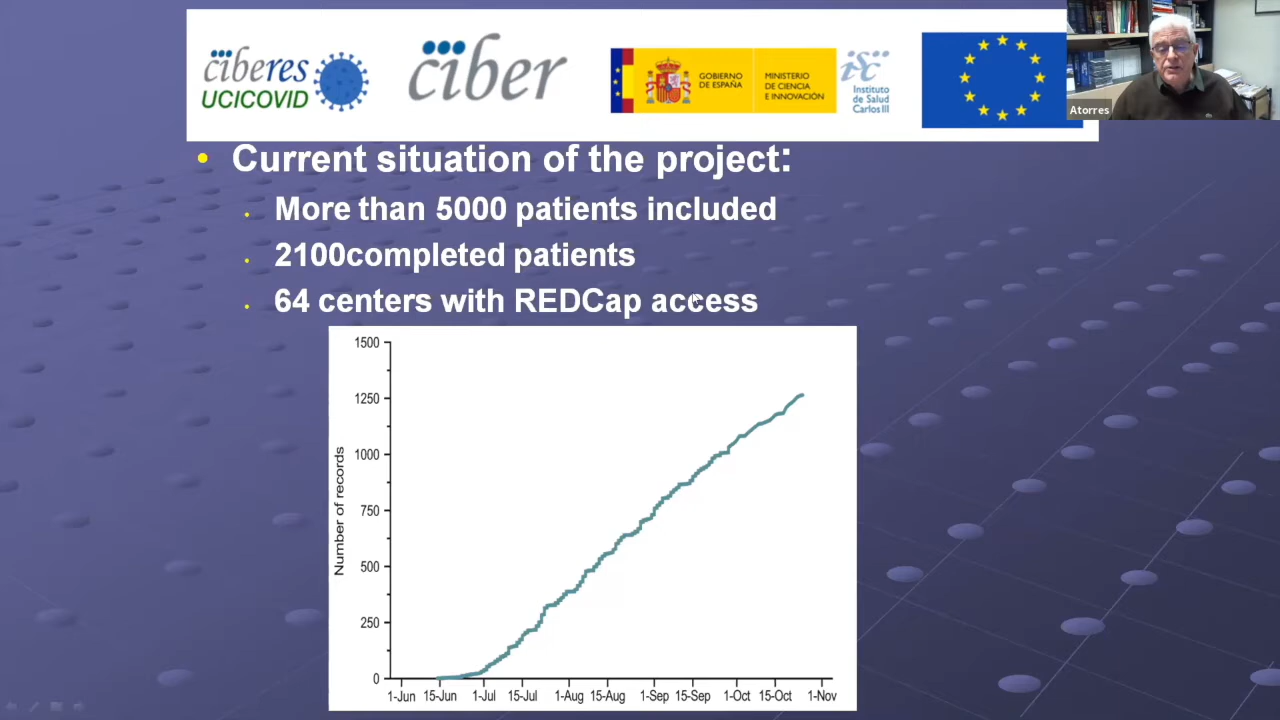 ciberes
UCICOVID
ciber
GOBIERNO
DE ESPAÑA
MINISTERIO
DE CIENCIA
E INNOVACIÓN
isc
Instituto
de Salud
Carlos III
Atorres
• Current situation of the project:
• More than 5000 patients included
• 2100completed patients
• 64 centers with REDCap access
Number of records
1500
1250
1000
750
500
250
0
1-Jun 15-Jun 1-Jul 15-Jul 1-Aug 15-Aug 1-Sep 15-Sep 1-Oct 15-Oct 1-Nov